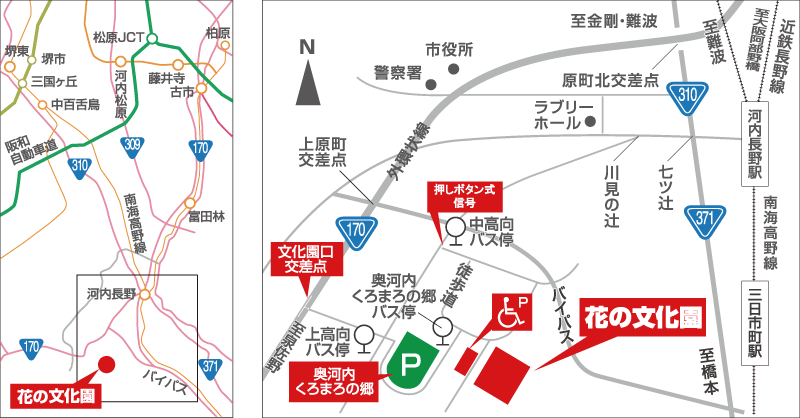 松原JCT
柏原
堺東
堺市
三国ヶ丘
河内松原
藤井寺
古市
中百舌鳥
阪和
自動車道
310
309
170
南海高野線
富田林
河内長野
170
371
バイパス
花の文化園
N
至金剛・難波
市役所
警察署
原町北交差点
至難波
至大阪阿部野橋
近鉄長野線
310
ラブリー
ホール
外環状線
上原町
交差点
河内長野駅
川見の辻
七ツ辻
押しボタン式
信号
170
中高向
バス停
371
南海高野線
文化園口
交差点
奥河内
くろまろの郷
バス停
徒歩道
P
バイパス
花の文化園
三日市町駅
至泉佐野
上高向
バス停
P
奥河内
くろまろの郷
至橋本